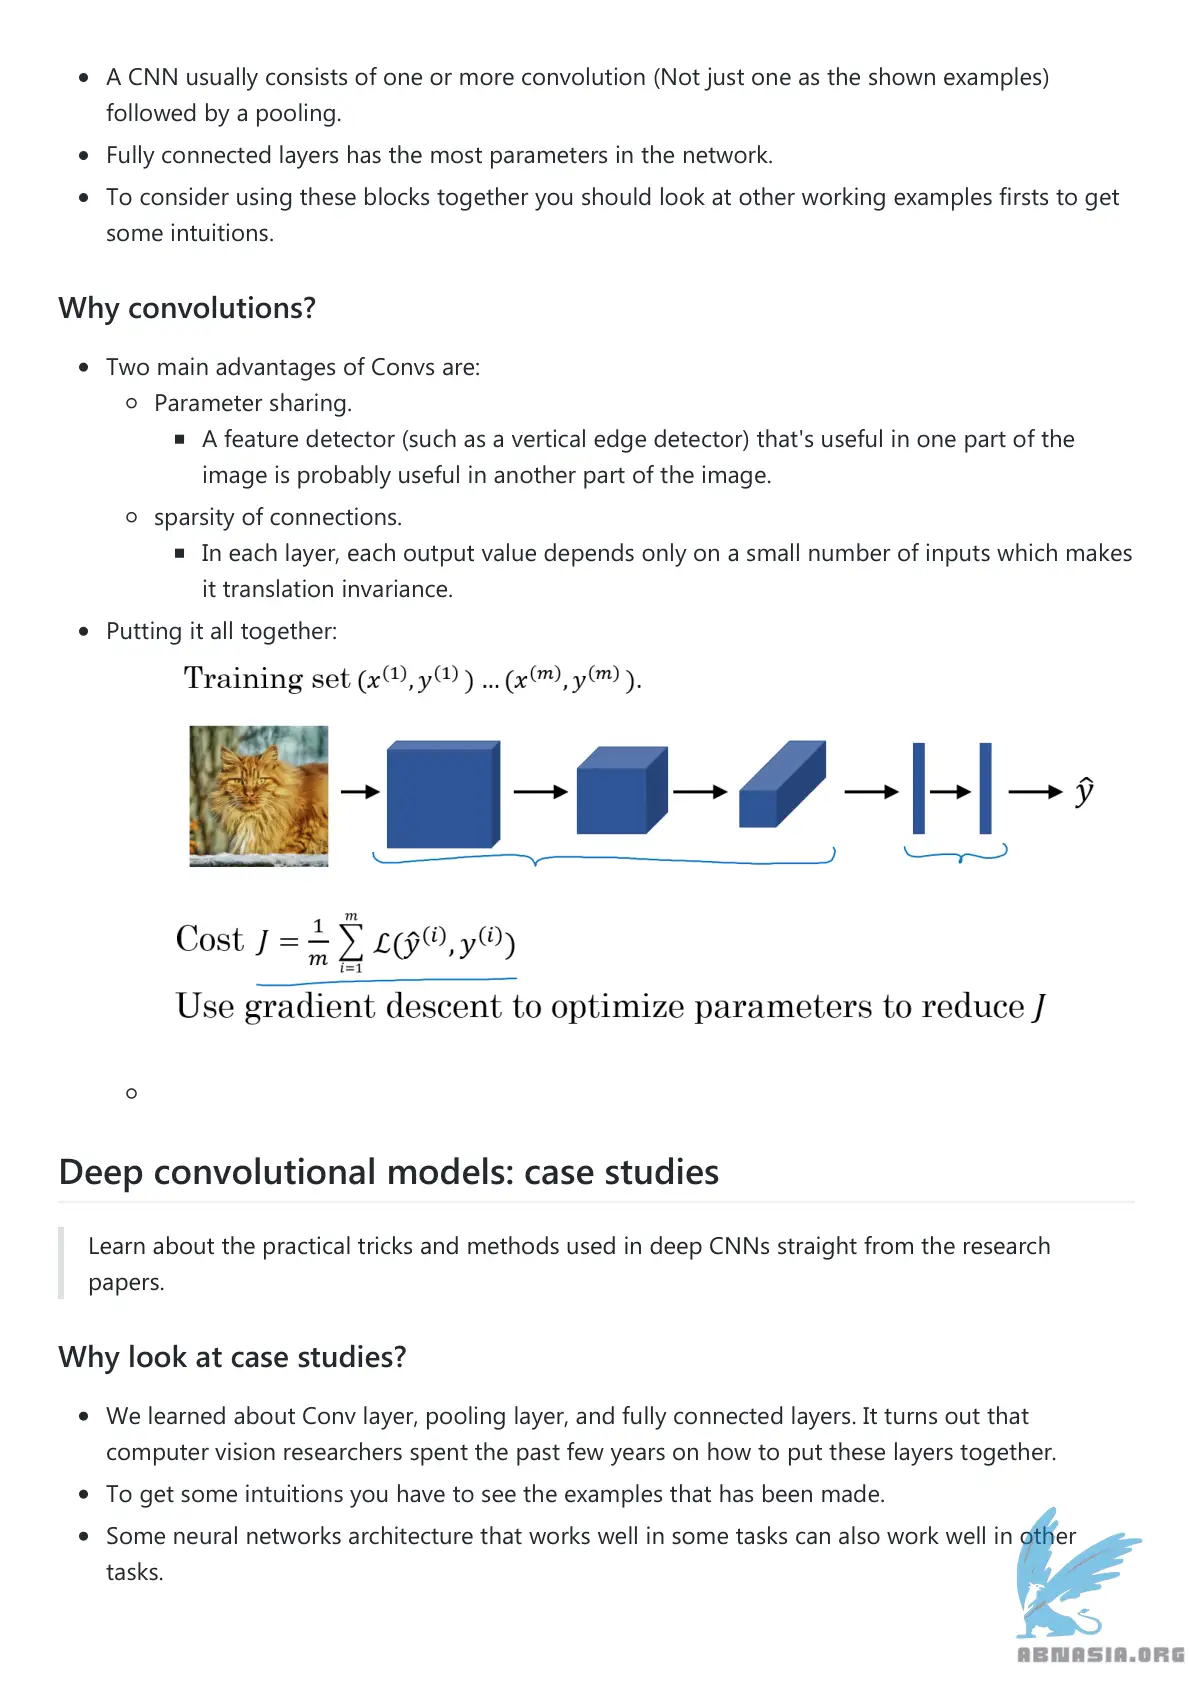 • A CNN usually consists of one or more convolution (Not just one as the shown examples)
followed by a pooling.
• Fully connected layers has the most parameters in the network.
• To consider using these blocks together you should look at other working examples firsts to get
some intuitions.
Why convolutions?
• Two main advantages of Convs are:
○ Parameter sharing.
▪ A feature detector (such as a vertical edge detector) that's useful in one part of the
image is probably useful in another part of the image.
○ sparsity of connections.
▪ In each layer, each output value depends only on a small number of inputs which makes
it translation invariance.
• Putting it all together:
Training set (x^(1), y^(1)) ... (x^(m), y^(m)).
ŷ
Cost J = 1/m ∑_{i=1}^{m} ℒ(ŷ^(i), y^(i))
Use gradient descent to optimize parameters to reduce J
○
Deep convolutional models: case studies
Learn about the practical tricks and methods used in deep CNNs straight from the research
papers.
Why look at case studies?
• We learned about Conv layer, pooling layer, and fully connected layers. It turns out that
computer vision researchers spent the past few years on how to put these layers together.
• To get some intuitions you have to see the examples that has been made.
• Some neural networks architecture that works well in some tasks can also work well in other
tasks.
ABNASIA.ORG